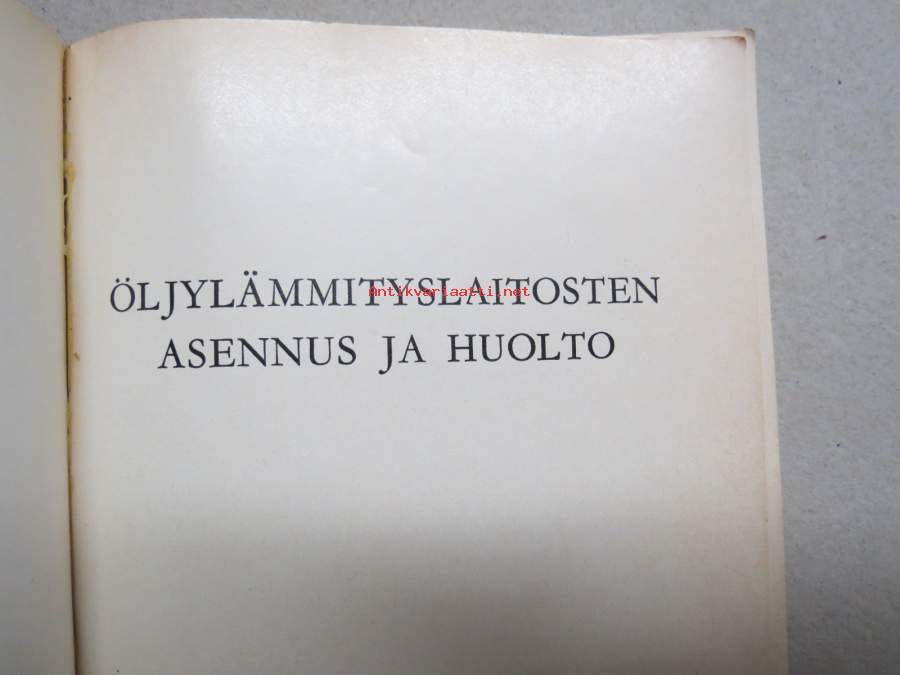 ÖLJYLÄMMITYSLAITOSTEN
Antikvariaatti.net
ASENNUS JA HUOLTO